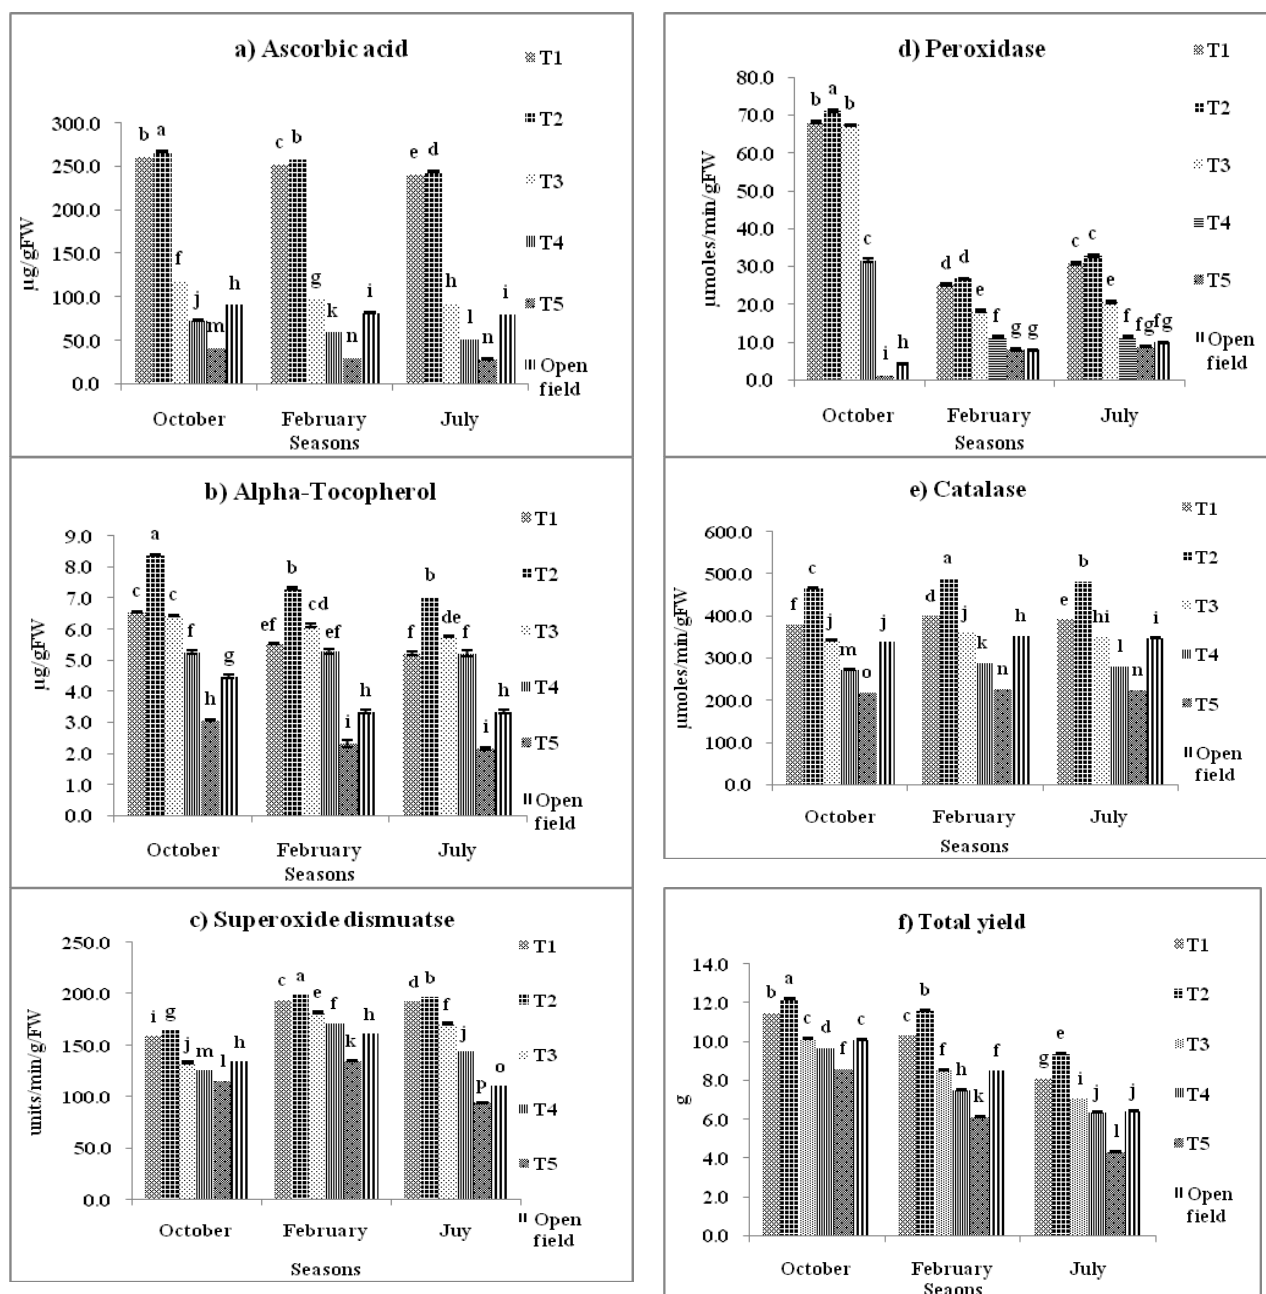 a) Ascorbic acid
300.0
250.0
200.0
150.0
100.0
50.0
0.0
µg/gFW
b a f j m h
c b g k n i
e d h l n i
October February July
Seasons
T1
T2
T3
T4
T5
Open
field
b) Alpha-Tocopherol
9.0
8.0
7.0
6.0
5.0
4.0
3.0
2.0
1.0
0.0
µg/gFW
c a c f h g
ef b cd ef i h
f b de f i h
October February July
Seasons
T1
T2
T3
T4
T5
Open
field
c) Superoxide dismuatse
250.0
200.0
150.0
100.0
50.0
0.0
units/min/g/FW
i g j m l h
c a e f k h
d b f j p o
October February Juy
Seasons
T1
T2
T3
T4
T5
Open
field
d) Peroxidase
80.0
70.0
60.0
50.0
40.0
30.0
20.0
10.0
0.0
µmoles/min/gFW
b a b c i h
d d e f g g
c c e f fg fg
October February July
Seasons
T1
T2
T3
T4
T5
Open
field
e) Catalase
600.0
500.0
400.0
300.0
200.0
100.0
0.0
µmoles/min/gFW
f c j m o j
d a j k n h
e b hi l n i
October February July
Seasons
T1
T2
T3
T4
T5
Open
field
f) Total yield
14.0
12.0
10.0
8.0
6.0
4.0
2.0
0.0
g
b a c d f c
c b f h k f
g e i j l j
October February July
Seaons
T1
T2
T3
T4
T5
Open
field